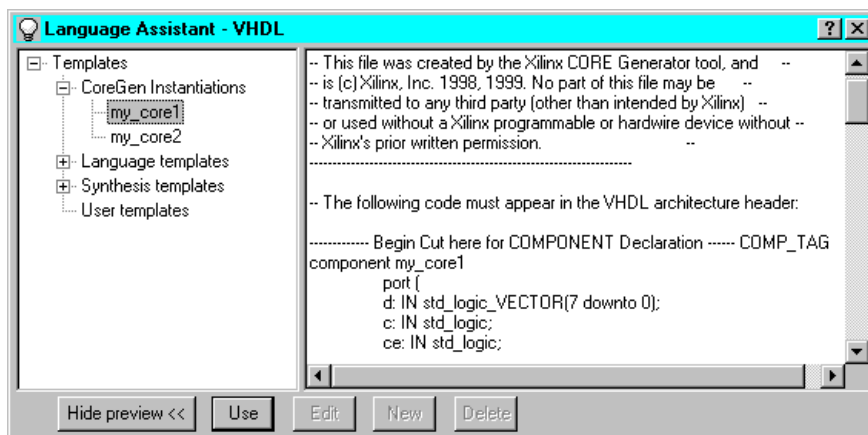 Language Assistant - VHDL
Templates
CoreGen Instantiations
my_core1
my_core2
Language templates
Synthesis templates
User templates
-- This file was created by the Xilinx CORE Generator tool, and --
-- is (c) Xilinx, Inc. 1998, 1999. No part of this file may be --
-- transmitted to any third party (other than intended by Xilinx) --
-- or used without a Xilinx programmable or hardwire device without --
-- Xilinx's prior written permission. --
----------------------------------------------------------------------
-- The following code must appear in the VHDL architecture header:
------------- Begin Cut here for COMPONENT Declaration ------ COMP_TAG
component my_core1
port (
d: IN std_logic_VECTOR(7 downto 0);
c: IN std_logic;
ce: IN std_logic;
Hide preview << Use Edit New Delete